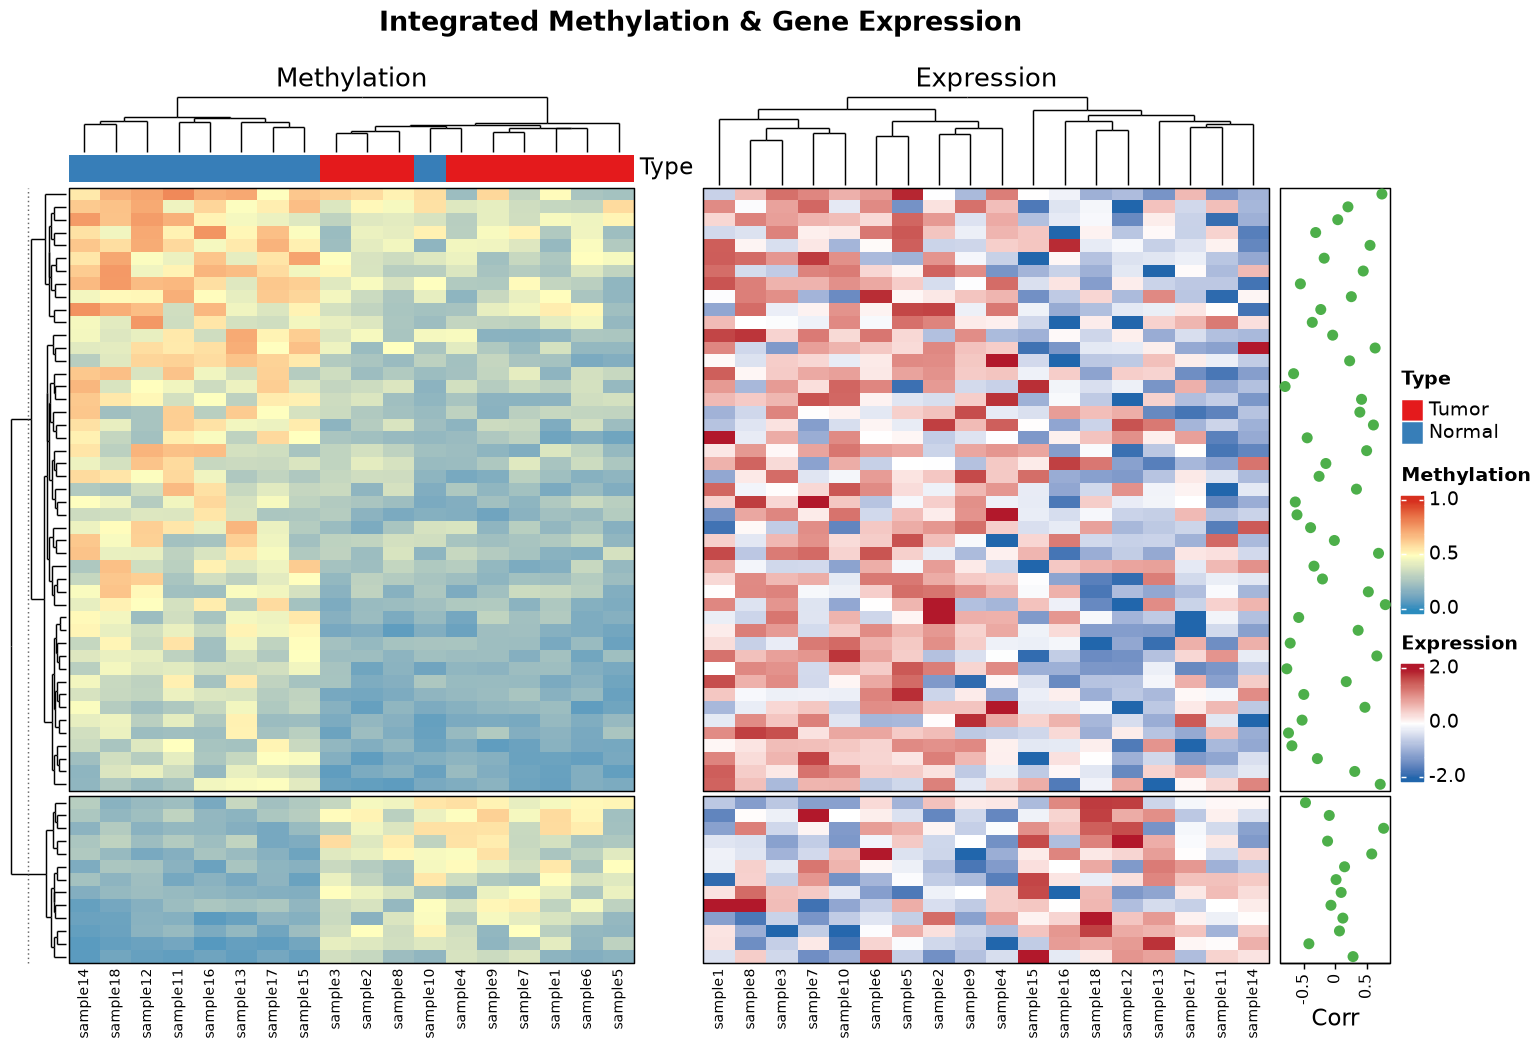 Integrated Methylation & Gene Expression
Methylation
Expression
Type
Type
Tumor
Normal
Methylation
1.0
0.5
0.0
Expression
2.0
0.0
-2.0
sample14
sample18
sample12
sample11
sample16
sample13
sample17
sample15
sample3
sample2
sample8
sample10
sample4
sample9
sample7
sample1
sample6
sample5
sample1
sample8
sample3
sample7
sample10
sample6
sample5
sample2
sample9
sample4
sample15
sample16
sample18
sample12
sample13
sample17
sample11
sample14
-0.5
0
0.5
Corr